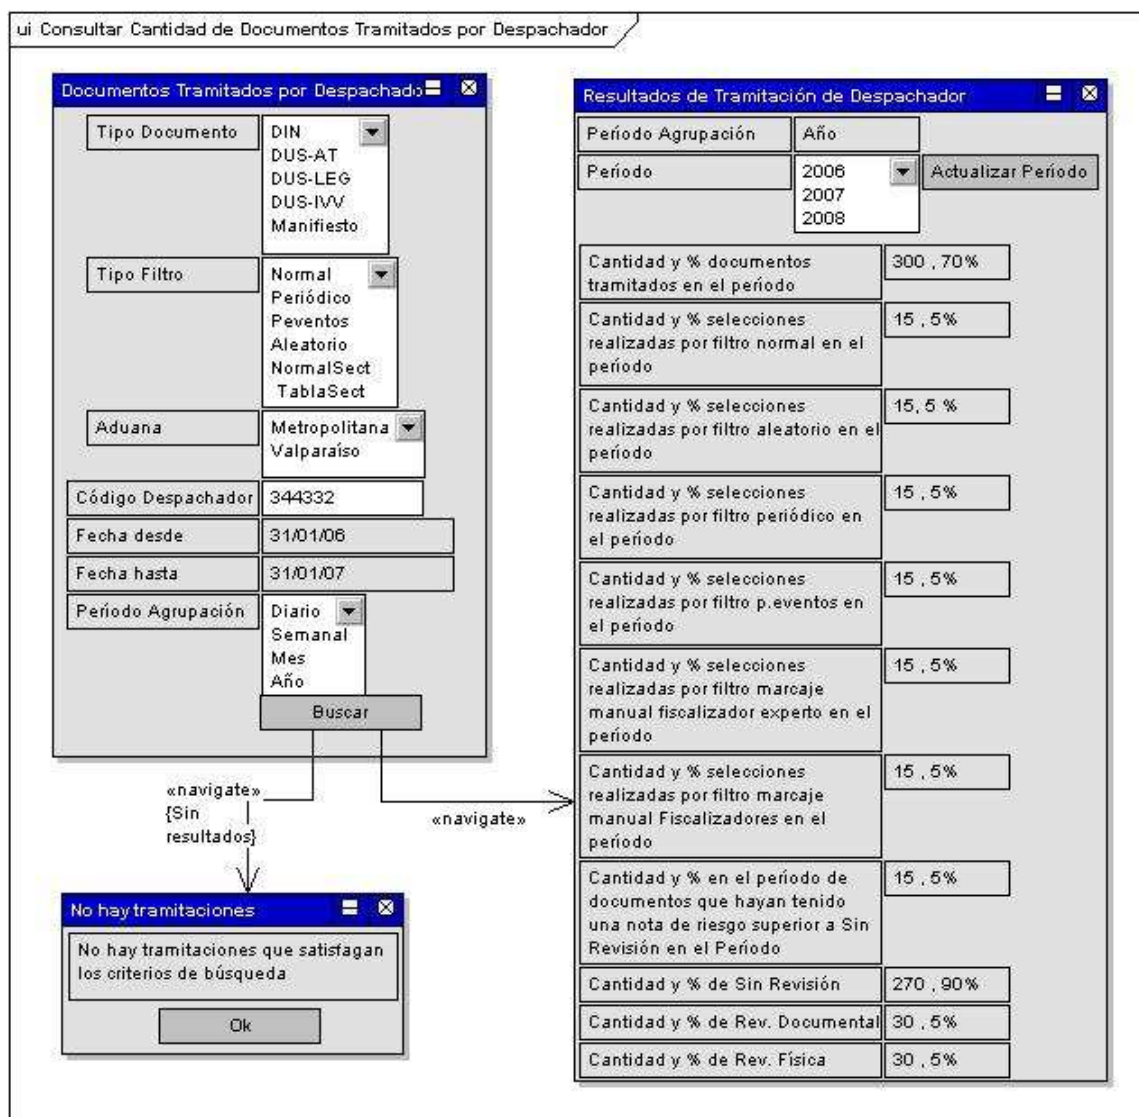 ui Consultar Cantidad de Documentos Tramitados por Despachador
Documentos Tramitados por Despachado
Tipo Documento
DIN
DUS-AT
DUS-LEG
DUS-IVV
Manifiesto
Tipo Filtro
Normal
Periódico
Peventos
Aleatorio
NormalSect
TablaSect
Aduana
Metropolitana
Valparaíso
Código Despachador
344332
Fecha desde
31/01/06
Fecha hasta
31/01/07
Período Agrupación
Diario
Semanal
Mes
Año
Buscar
«navigate»
{Sin
resultados}
«navigate»
No hay tramitaciones
No hay tramitaciones que satisfagan
los criterios de búsqueda
Ok
Resultados de Tramitación de Despachador
Período Agrupación
Año
Período
2006
2007
2008
Actualizar Período
Cantidad y % documentos
tramitados en el período
300 , 70%
Cantidad y % selecciones
realizadas por filtro normal en el
período
15 , 5%
Cantidad y % selecciones
realizadas por filtro aleatorio en el
período
15, 5 %
Cantidad y % selecciones
realizadas por filtro periódico en
el período
15 , 5%
Cantidad y % selecciones
realizadas por filtro p.eventos en
el período
15 , 5%
Cantidad y % selecciones
realizadas por filtro marcaje
manual fiscalizador experto en el
período
15 , 5%
Cantidad y % selecciones
realizadas por filtro marcaje
manual Fiscalizadores en el
período
15 , 5%
Cantidad y % en el período de
documentos que hayan tenido
una nota de riesgo superior a Sin
Revisión en el Período
15 , 5%
Cantidad y % de Sin Revisión
270 , 90%
Cantidad y % de Rev. Documental
30 , 5%
Cantidad y % de Rev. Física
30 , 5%